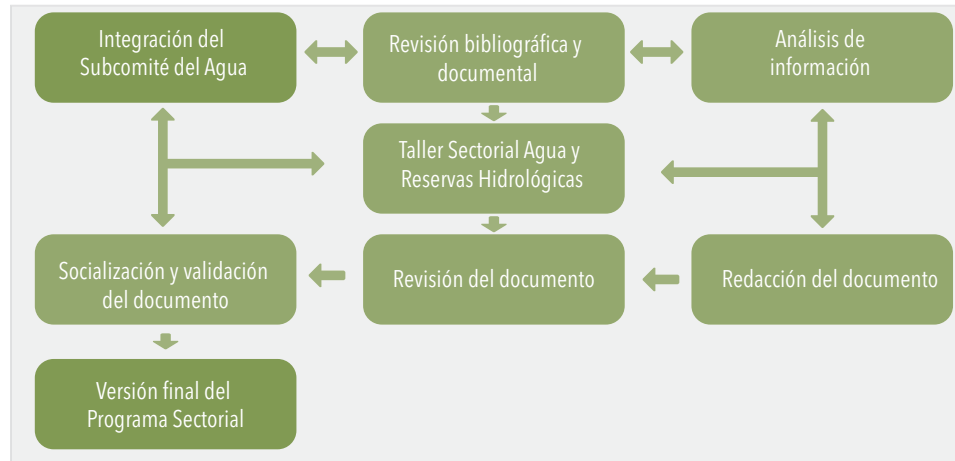 Integración del
Subcomité del Agua
Revisión bibliográfica y
documental
Análisis de
información
Taller Sectorial Agua y
Reservas Hidrológicas
Socialización y validación
del documento
Revisión del documento
Redacción del documento
Versión final del
Programa Sectorial